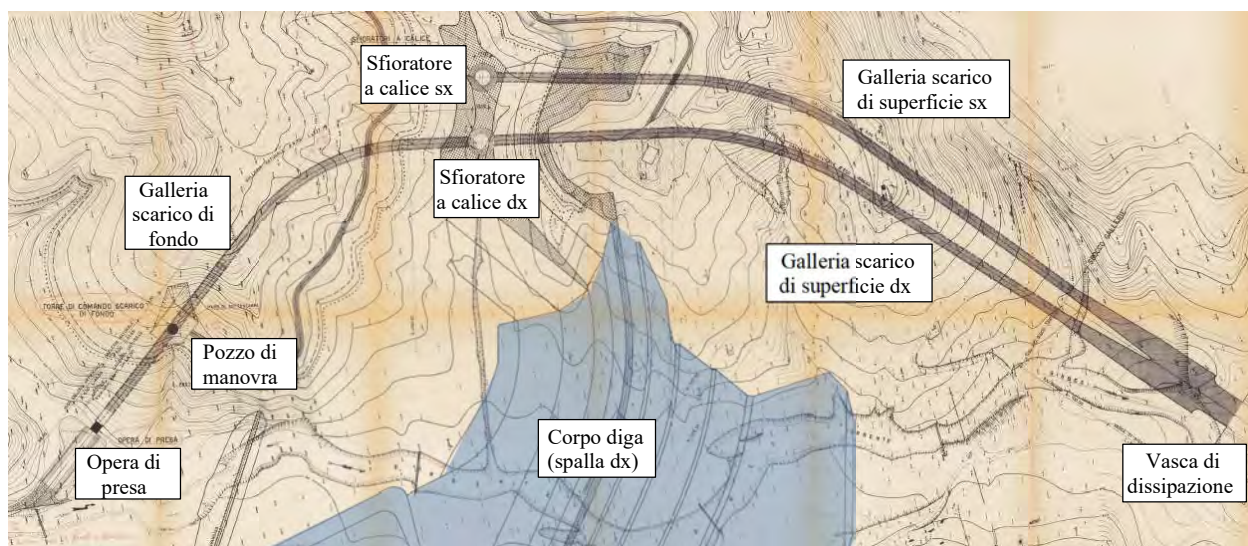 SFIORATORI A CALICE
Sfioratore
a calice sx
Galleria scarico
di superficie sx
Sfioratore
a calice dx
Galleria
scarico di
fondo
Galleria scarico
di superficie dx
TORRE DI COMANDO SCARICO
DI FONDO
Pozzo di
manovra
OPERA DI PRESA
Opera di
presa
Corpo diga
(spalla dx)
Vasca di
dissipazione